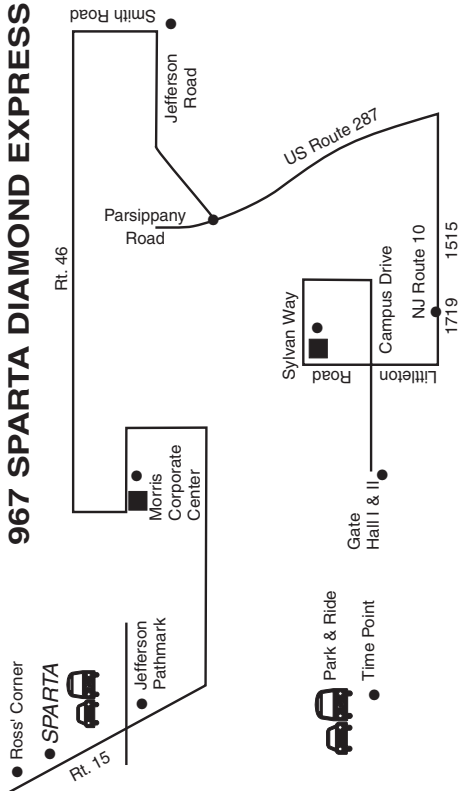 967 SPARTA DIAMOND EXPRESS
Smith Road
Jefferson
Road
Rt. 46
Parsippany
Road
US Route 287
Sylvan Way
Campus Drive
NJ Route 10
1719
1515
Littleton
Road
Morris
Corporate
Center
Gate
Hall I & II
Ross' Corner
SPARTA
Jefferson
Pathmark
Rt. 15
Park & Ride
Time Point